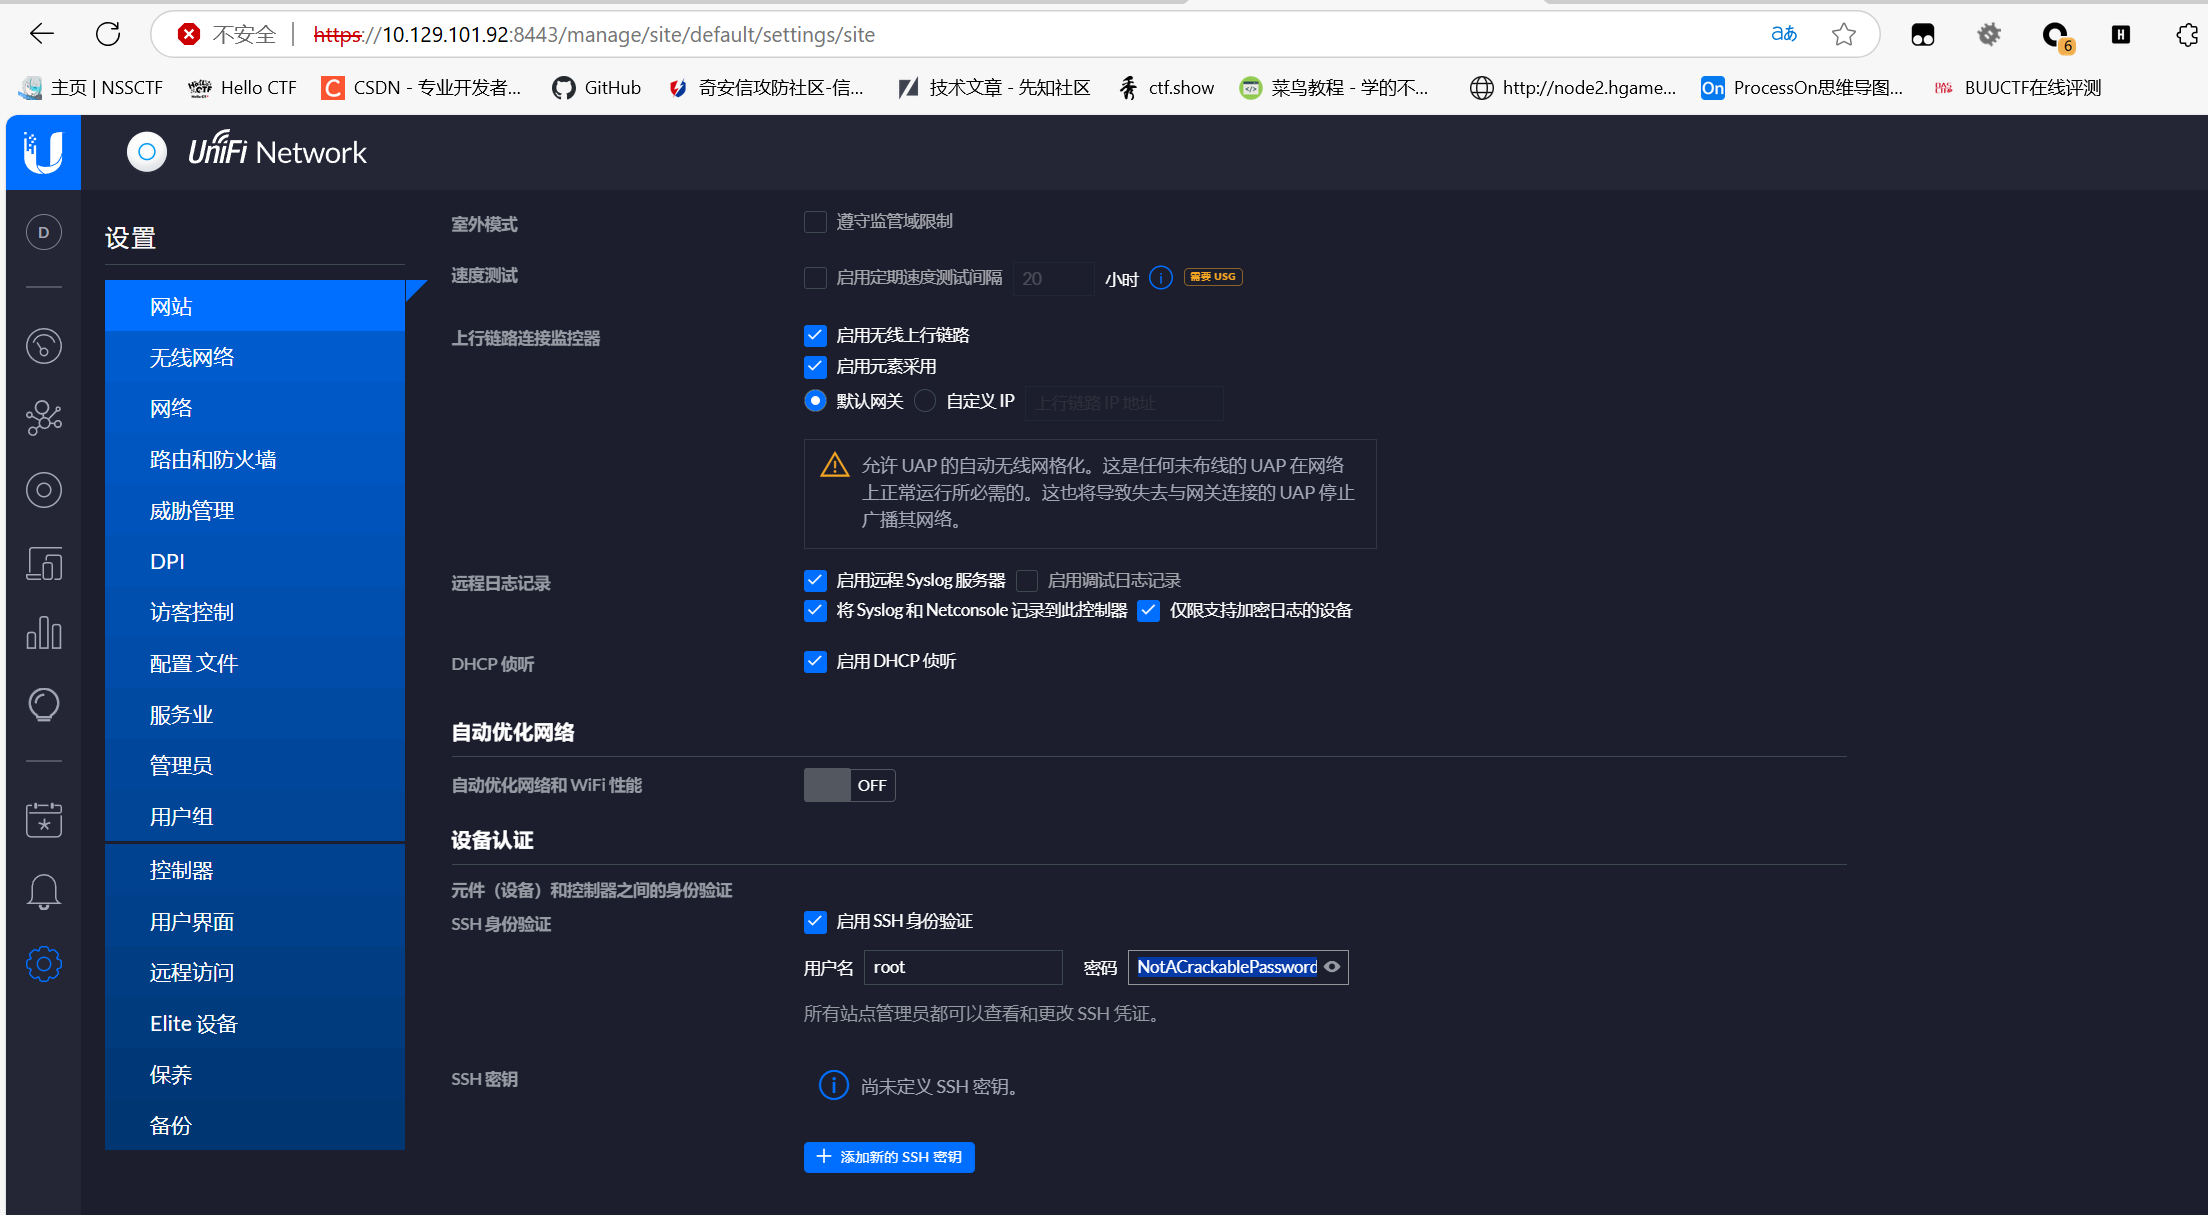 不安全 | https://10.129.101.92:8443/manage/site/default/settings/site aあ 6 H
主页 | NSSCTF Hello CTF CSDN - 专业开发者... GitHub 奇安信攻防社区-信... 技术文章 - 先知社区 ctf.show 菜鸟教程 - 学的不... http://node2.hgame... On ProcessOn思维导图... BUUCTF在线评测
UniFi Network
D
设置
网站
无线网络
网络
路由和防火墙
威胁管理
DPI
访客控制
配置 文件
服务业
管理员
用户组
控制器
用户界面
远程访问
Elite 设备
保养
备份
室外模式 遵守监管域限制
速度测试 启用定期速度测试间隔 20 小时 需要 USG
上行链路连接监控器 启用无线上行链路
启用元素采用
默认网关 自定义 IP 上行链路 IP 地址
允许 UAP 的自动无线网格化。这是任何未布线的 UAP 在网络
上正常运行所必需的。这也将导致失去与网关连接的 UAP 停止
广播其网络。
远程日志记录 启用远程 Syslog 服务器 启用调试日志记录
将 Syslog 和 Netconsole 记录到此控制器 仅限支持加密日志的设备
DHCP 侦听 启用 DHCP 侦听
自动优化网络
自动优化网络和 WiFi 性能 OFF
设备认证
元件（设备）和控制器之间的身份验证
SSH 身份验证 启用 SSH 身份验证
用户名 root 密码 NotACrackablePassword
所有站点管理员都可以查看和更改 SSH 凭证。
SSH 密钥 尚未定义 SSH 密钥。
+ 添加新的 SSH 密钥